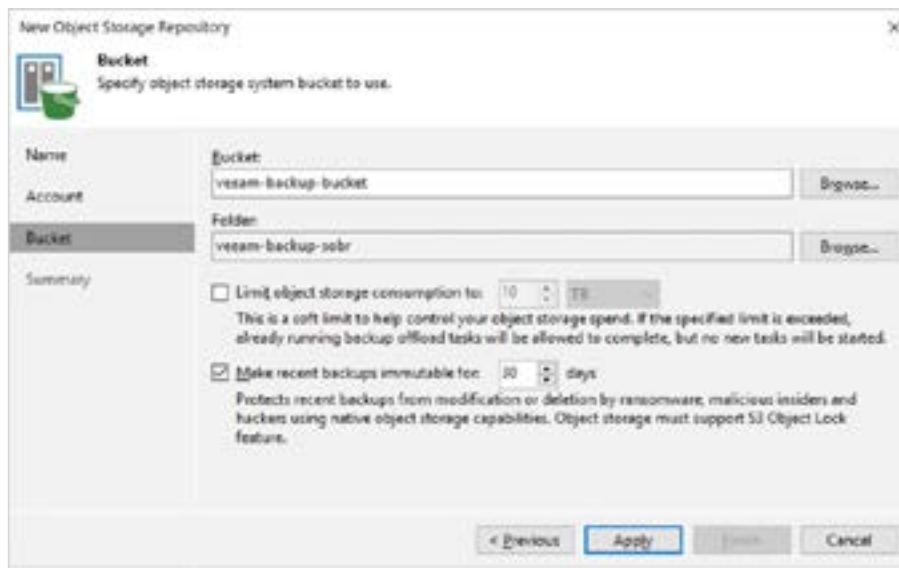 New Object Storage Repository
Bucket
Specify object storage system bucket to use.
Name
Account
Bucket
Summary
Bucket:
veeam-backup-bucket
Browse...
Folder:
veeam-backup-sobr
Browse...
Limit object storage consumption to:
10
TB
This is a soft limit to help control your object storage spend. If the specified limit is exceeded,
already running backup offload tasks will be allowed to complete, but no new tasks will be started.
Make recent backups immutable for:
30
days
Protects recent backups from modification or deletion by ransomware, malicious insiders and
hackers using native object storage capabilities. Object storage must support S3 Object Lock
feature.
< Previous
Apply
Finish
Cancel